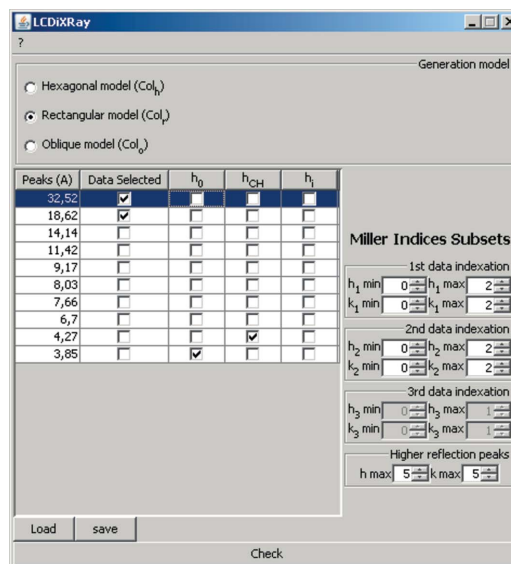 LCDiXRay
?
Generation model
Hexagonal model (Colh)
Rectangular model (Colr)
Oblique model (Colo)
Peaks (A) Data Selected h0 hCH hi
32,52
18,62
14,14
11,42
9,17
8,03
7,66
6,7
4,27
3,85
Miller Indices Subsets
1st data indexation
h1 min 0 h1 max 2
k1 min 0 k1 max 2
2nd data indexation
h2 min 0 h2 max 2
k2 min 0 k2 max 2
3rd data indexation
h3 min 0 h3 max 1
k3 min 0 k3 max 1
Higher reflection peaks
h max 5 k max 5
Load save
Check